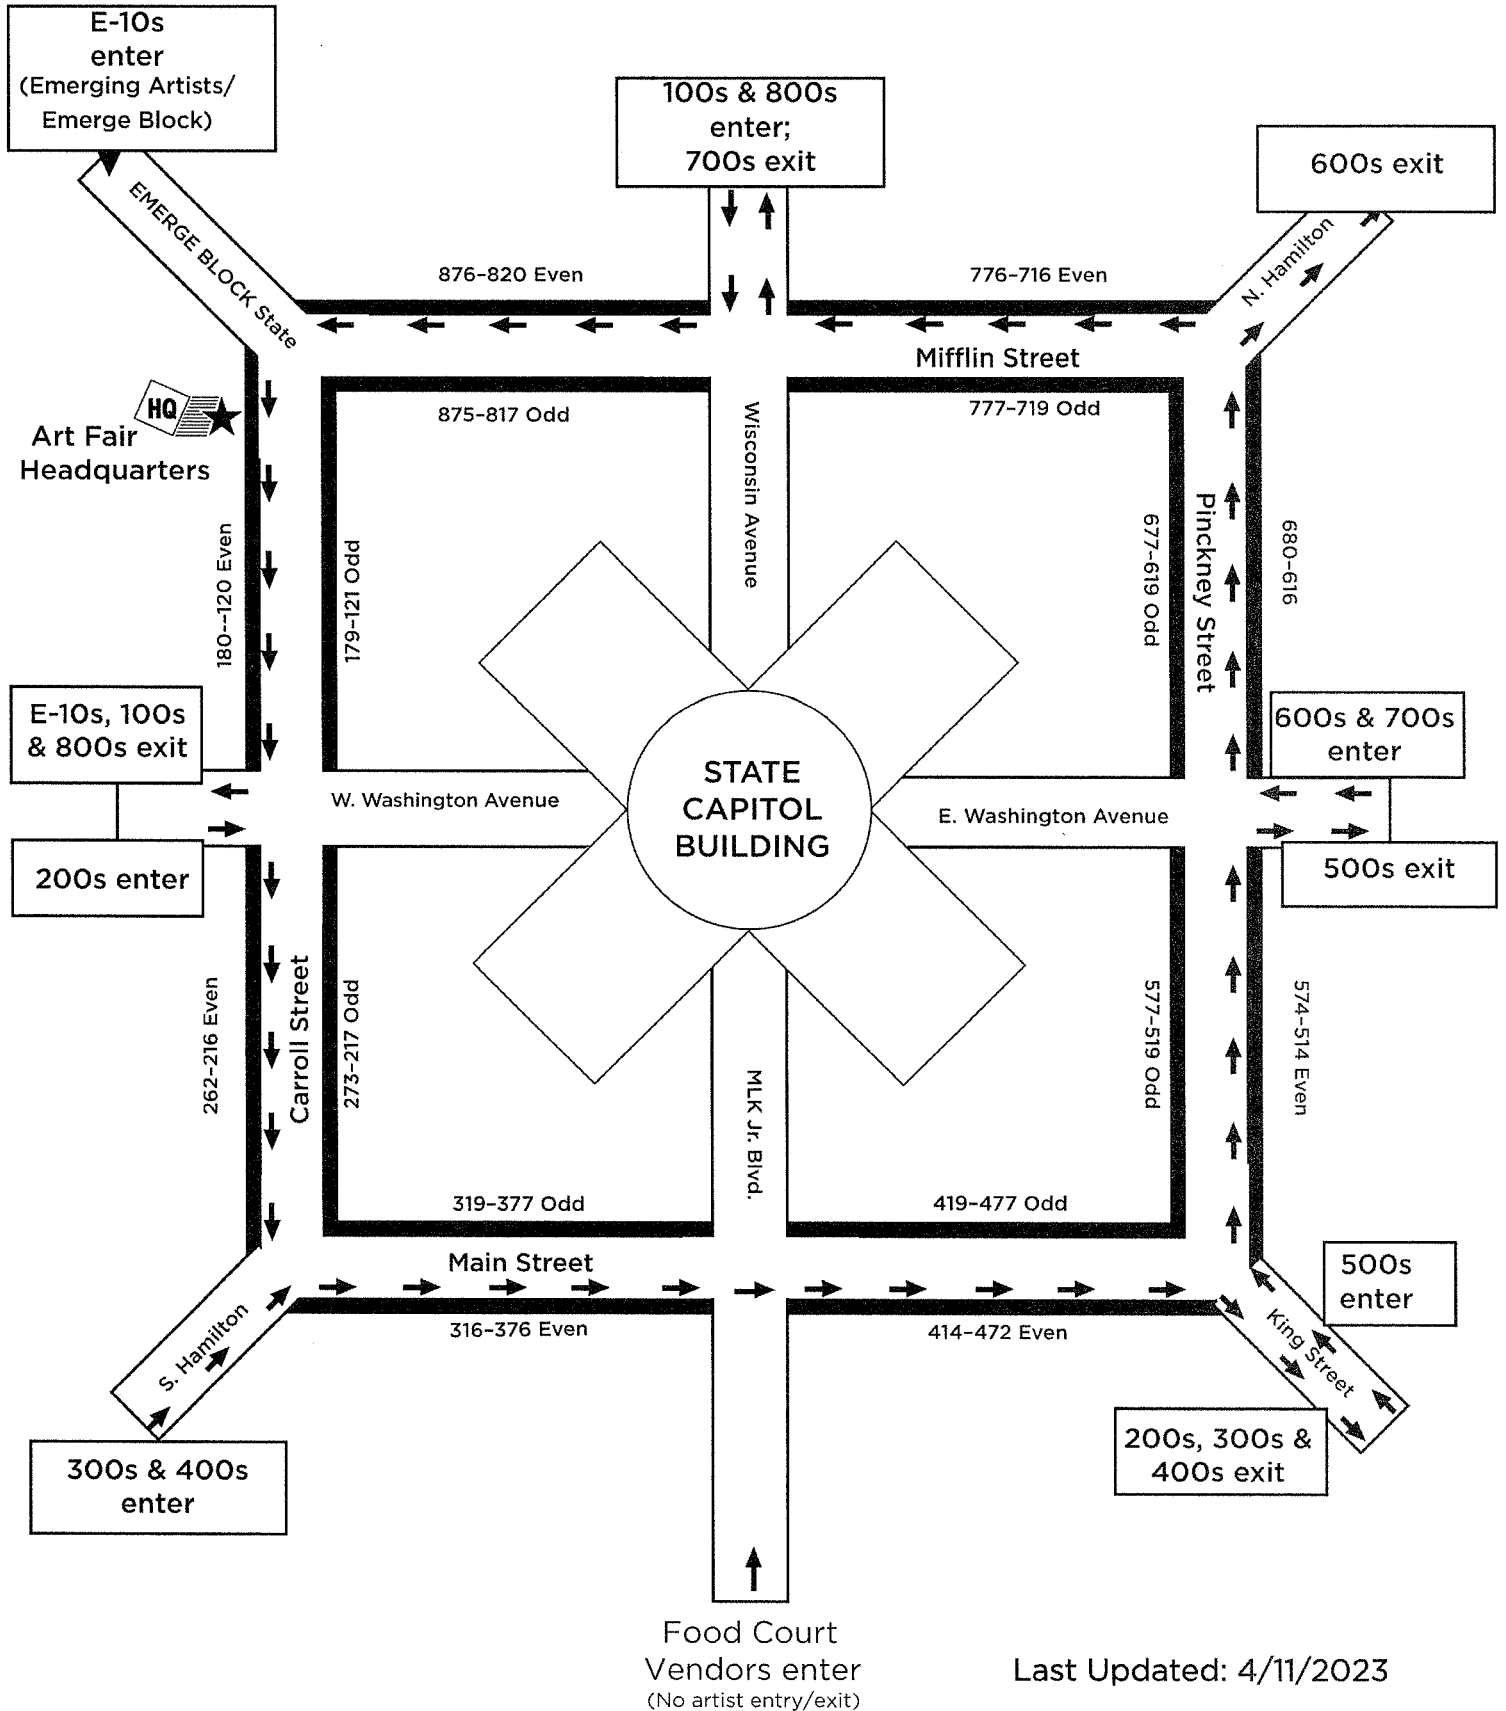 E-10s
enter
(Emerging Artists/
Emerge Block)
100s & 800s
enter;
700s exit
600s exit
EMERGE BLOCK State
N. Hamilton
876-820 Even
776-716 Even
Mifflin Street
875-817 Odd
777-719 Odd
HQ
Art Fair
Headquarters
Wisconsin Avenue
180--120 Even
179-121 Odd
677-619 Odd
Pinckney Street
680-616
E-10s, 100s
& 800s exit
600s & 700s
enter
STATE
CAPITOL
BUILDING
W. Washington Avenue
E. Washington Avenue
200s enter
500s exit
262-216 Even
Carroll Street
273-217 Odd
MLK Jr. Blvd.
577-519 Odd
574-514 Even
319-377 Odd
419-477 Odd
Main Street
316-376 Even
414-472 Even
S. Hamilton
King Street
500s
enter
300s & 400s
enter
200s, 300s &
400s exit
Food Court
Vendors enter
(No artist entry/exit)
Last Updated: 4/11/2023